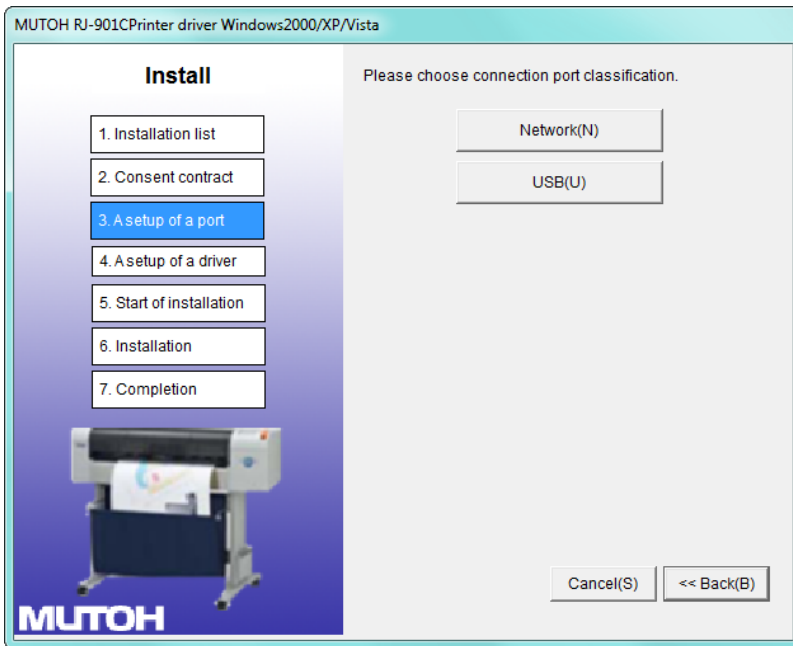 MUTOH RJ-901CPrinter driver Windows2000/XP/Vista
Install
1. Installation list
2. Consent contract
3. A setup of a port
4. A setup of a driver
5. Start of installation
6. Installation
7. Completion
MUTOH
Please choose connection port classification.
Network(N)
USB(U)
Cancel(S)
<< Back(B)